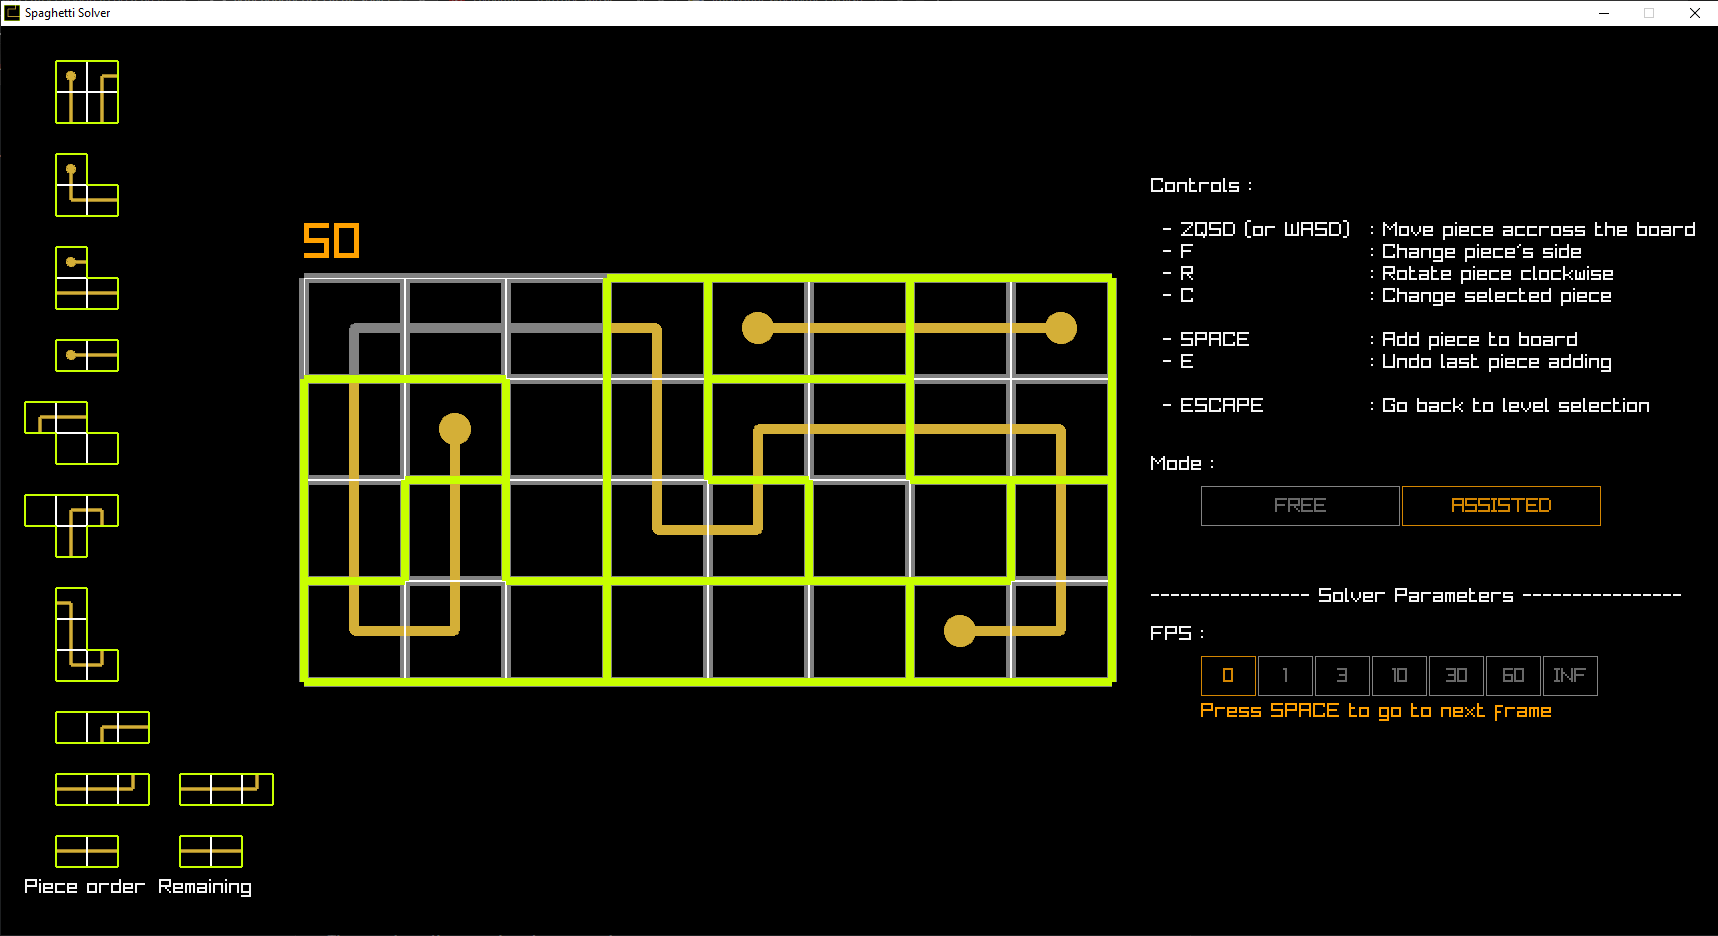 Spaghetti Solver
50
Controls :
- ZQSD (or WASD) : Move piece accross the board
- F : Change piece's side
- R : Rotate piece clockwise
- C : Change selected piece
- SPACE : Add piece to board
- E : Undo last piece adding
- ESCAPE : Go back to level selection
Mode :
FREE ASSISTED
---------------- Solver Parameters ----------------
FPS :
0 1 3 10 30 60 INF
Press SPACE to go to next frame
Piece order Remaining